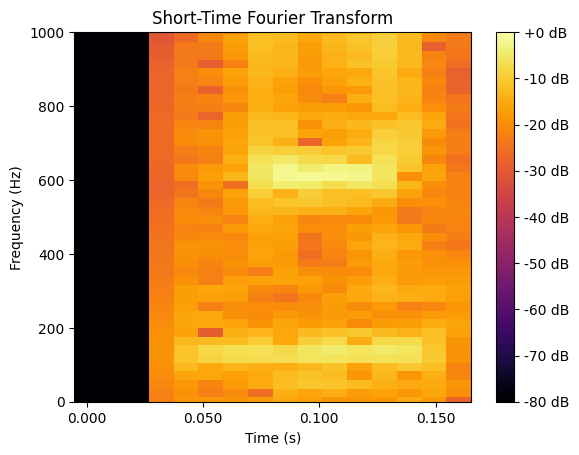 Short-Time Fourier Transform
1000
800
600
400
200
0
Frequency (Hz)
0.000
0.050
0.100
0.150
Time (s)
+0 dB
-10 dB
-20 dB
-30 dB
-40 dB
-50 dB
-60 dB
-70 dB
-80 dB